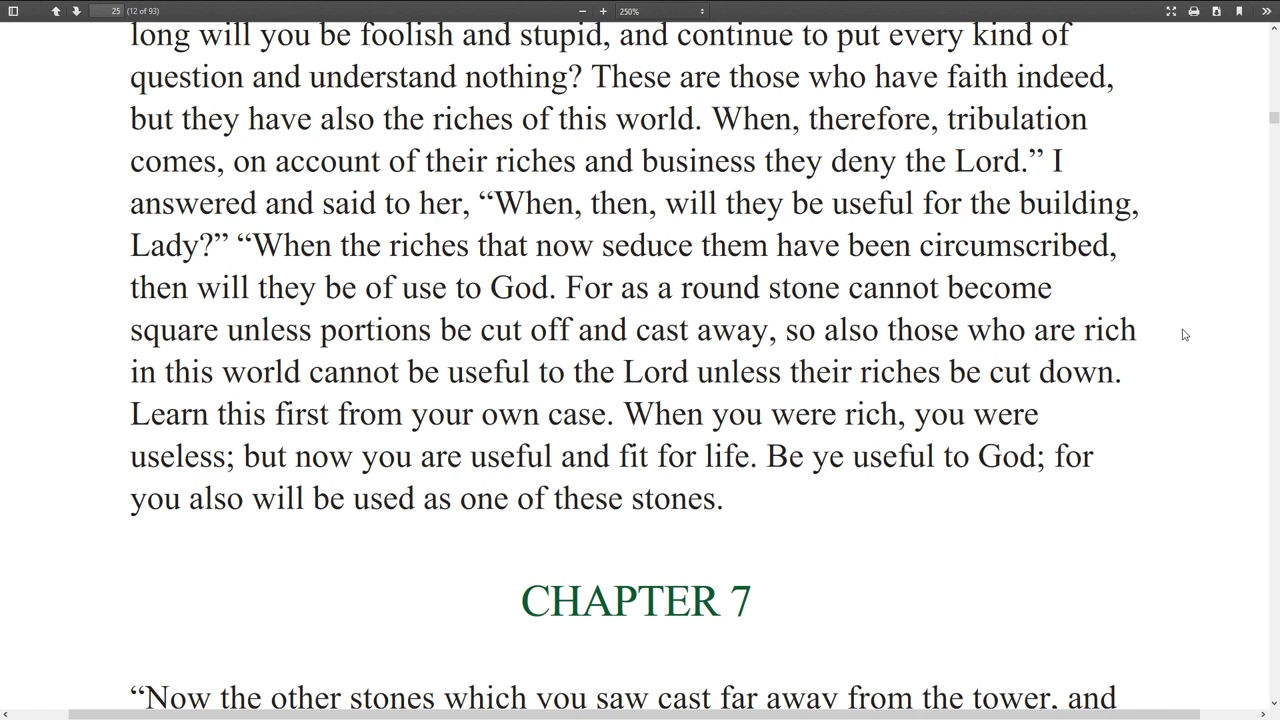 25 (12 of 93) 250%
long will you be foolish and stupid, and continue to put every kind of
question and understand nothing? These are those who have faith indeed,
but they have also the riches of this world. When, therefore, tribulation
comes, on account of their riches and business they deny the Lord.” I
answered and said to her, “When, then, will they be useful for the building,
Lady?” “When the riches that now seduce them have been circumscribed,
then will they be of use to God. For as a round stone cannot become
square unless portions be cut off and cast away, so also those who are rich
in this world cannot be useful to the Lord unless their riches be cut down.
Learn this first from your own case. When you were rich, you were
useless; but now you are useful and fit for life. Be ye useful to God; for
you also will be used as one of these stones.
CHAPTER 7
“Now the other stones which you saw cast far away from the tower, and